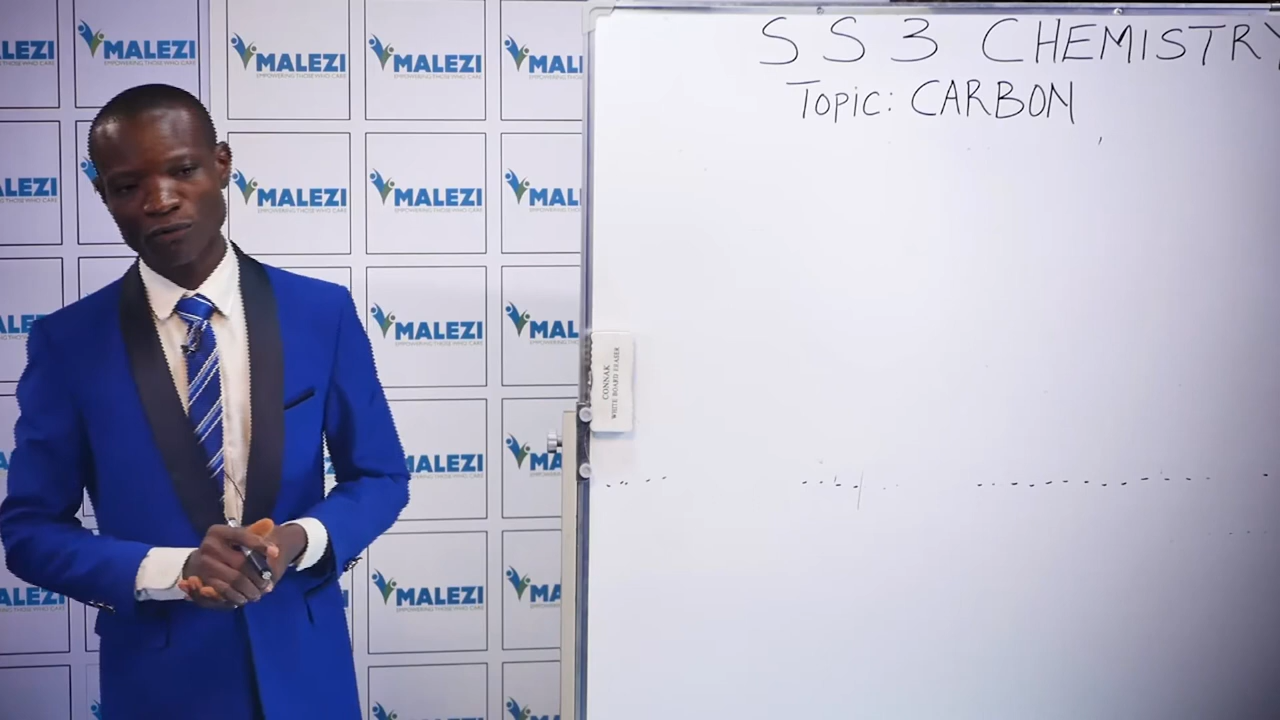 SS3 CHEMISTRY
Topic: CARBON
CONNAK
WHITE BOARD ERASER
MALEZI
EMPOWERING THOSE WHO CARE